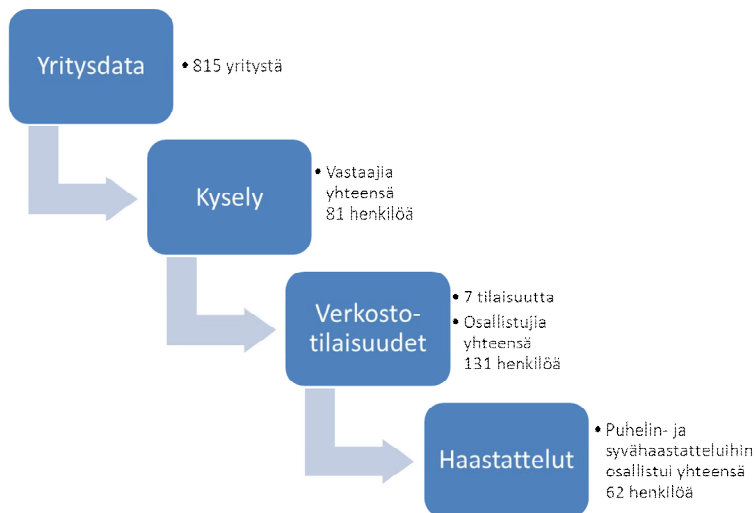 Yritysdata
• 815 yritystä
Kysely
• Vastaajia
yhteensä
81 henkilöä
Verkosto-
tilaisuudet
• 7 tilaisuutta
• Osallistujia
yhteensä
131 henkilöä
Haastattelut
• Puhelin- ja
syvähaastatteluihin
osallistui yhteensä
62 henkilöä